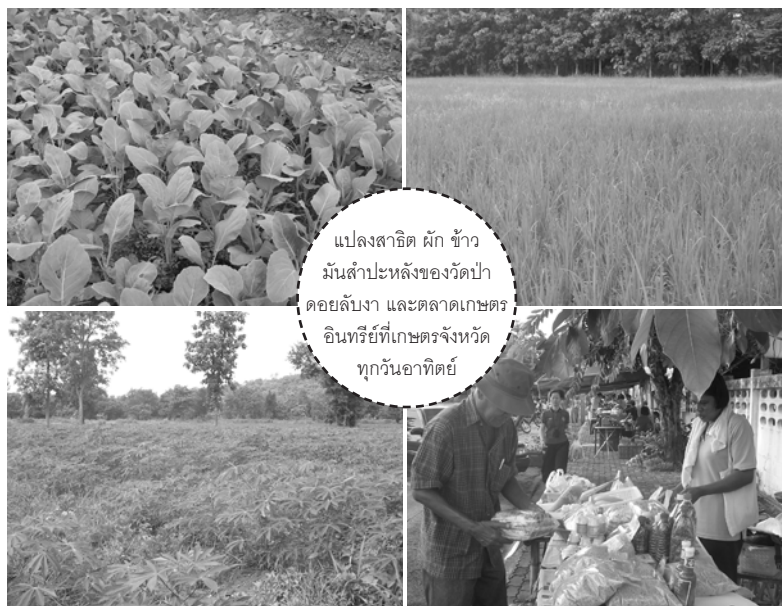 แปลงสาธิต ผัก ข้าว
มันสำปะหลังของวัดป่า
ดอยลับงา และตลาดเกษตร
อินทรีย์ที่เกษตรจังหวัด
ทุกวันอาทิตย์